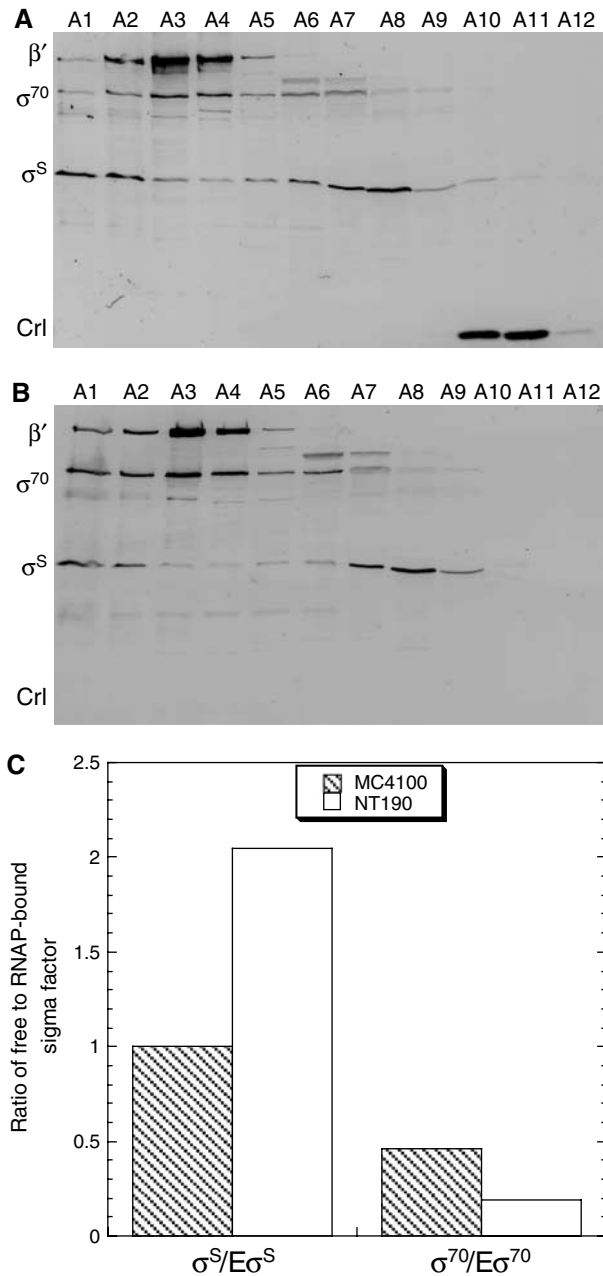 A
A1 A2 A3 A4 A5 A6 A7 A8 A9 A10 A11 A12
β′
σ⁷⁰
σˢ
Crl
B
A1 A2 A3 A4 A5 A6 A7 A8 A9 A10 A11 A12
β′
σ⁷⁰
σˢ
Crl
C
2.5
2
1.5
1
0.5
0
Ratio of free to RNAP-bound
sigma factor
MC4100
NT190
σˢ/Eσˢ σ⁷⁰/Eσ⁷⁰